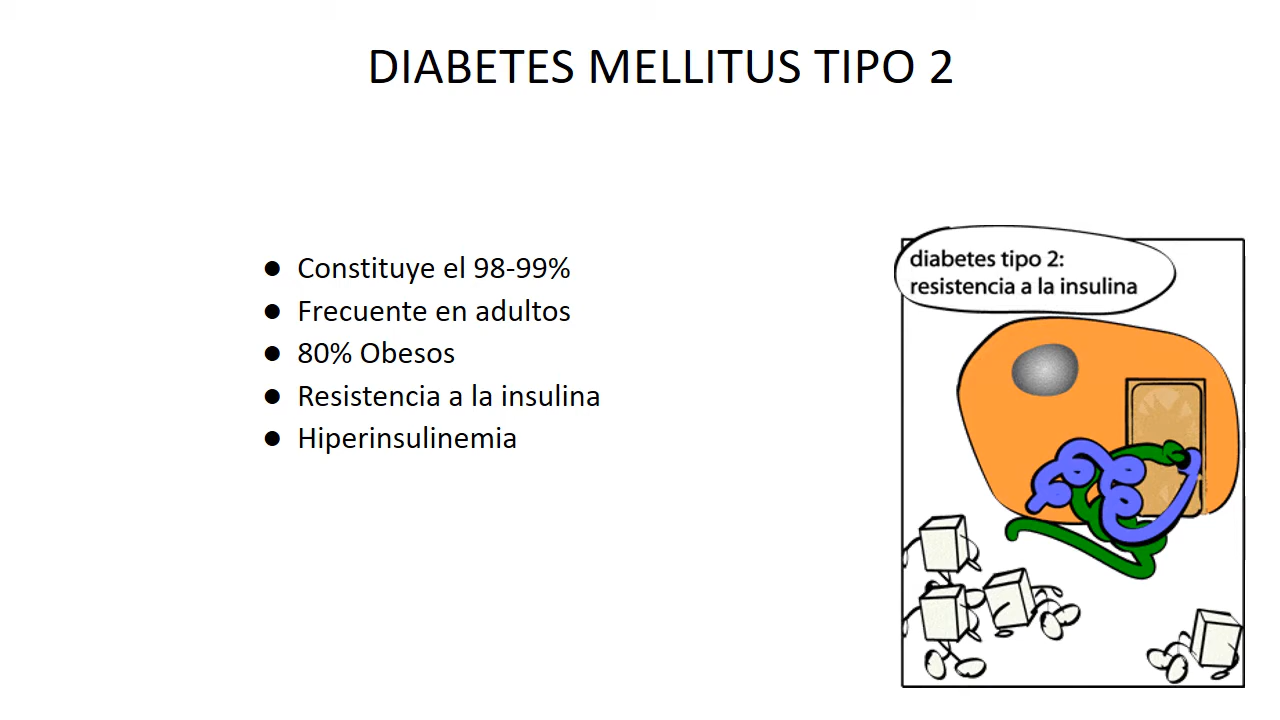 DIABETES MELLITUS TIPO 2
● Constituye el 98-99%
● Frecuente en adultos
● 80% Obesos
● Resistencia a la insulina
● Hiperinsulinemia
diabetes tipo 2:
resistencia a la insulina